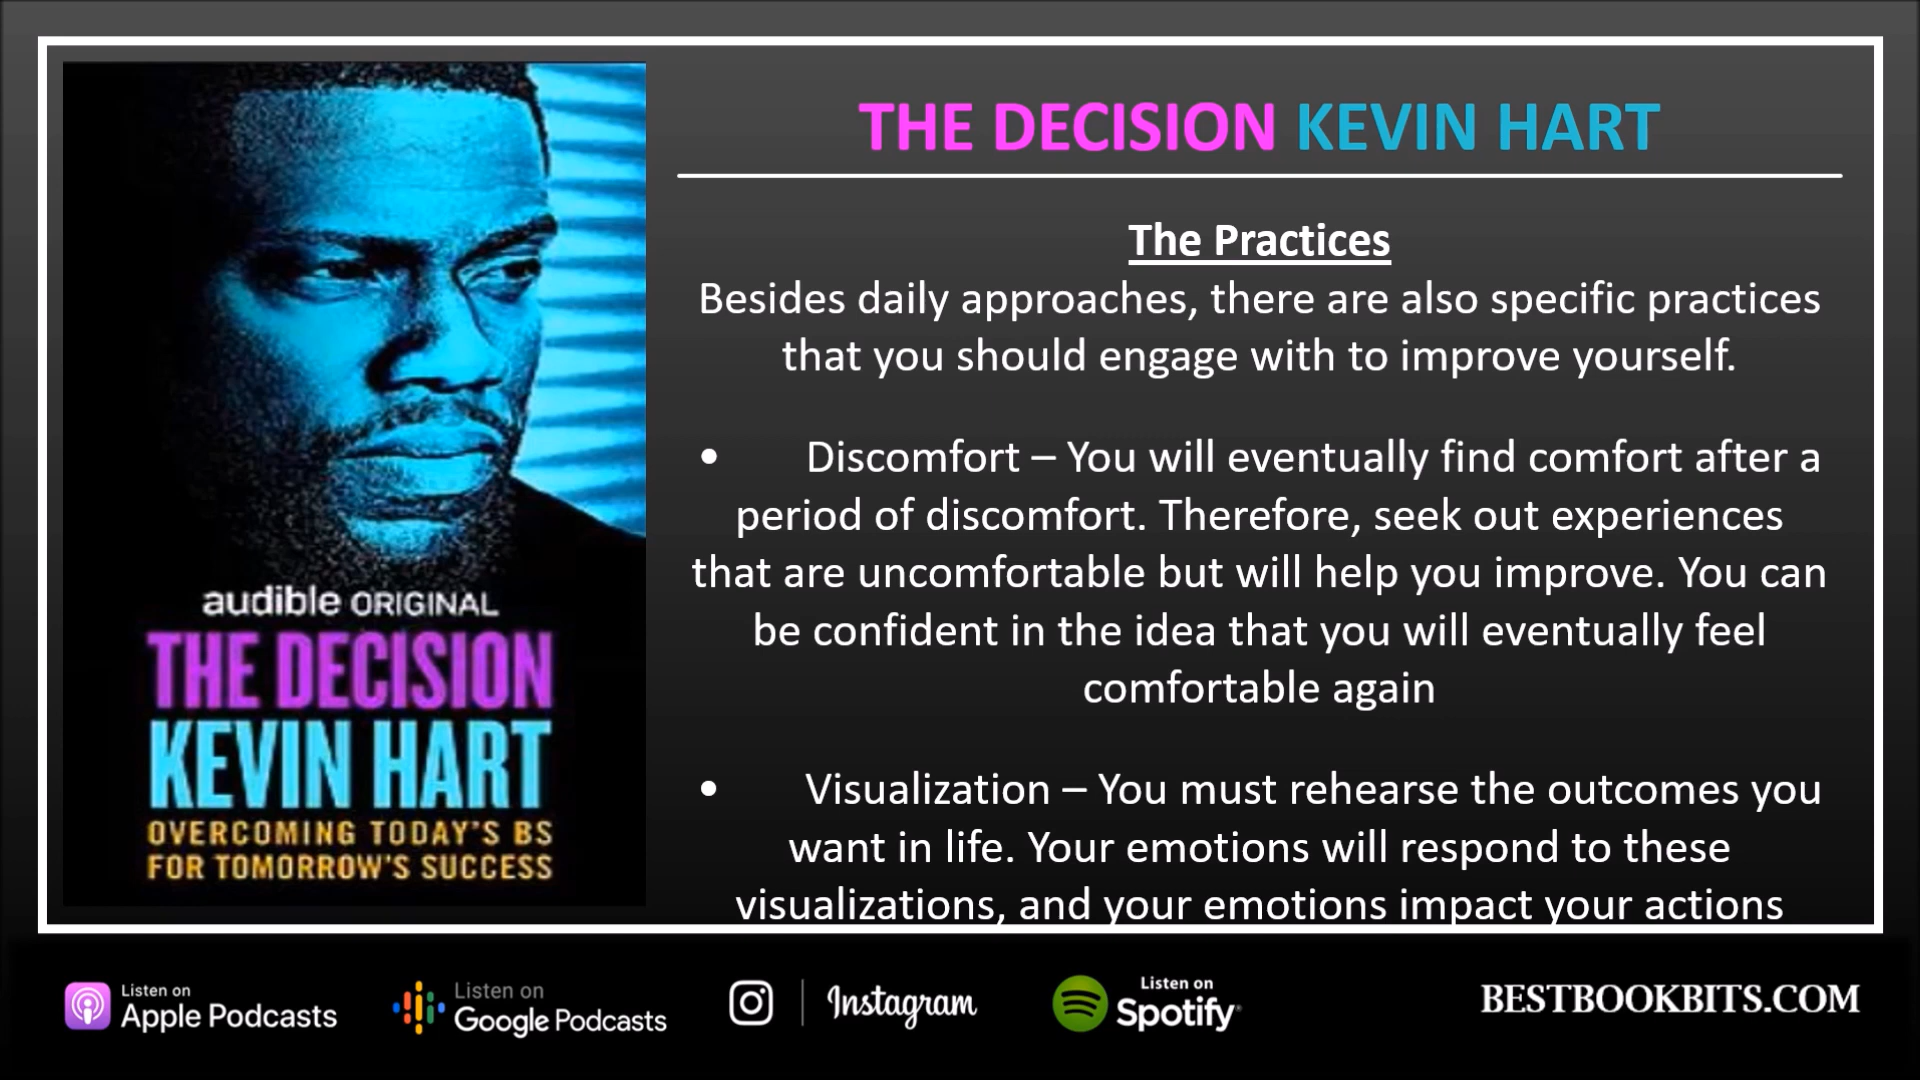 THE DECISION KEVIN HART
The Practices
Besides daily approaches, there are also specific practices
that you should engage with to improve yourself.
• Discomfort – You will eventually find comfort after a
period of discomfort. Therefore, seek out experiences
that are uncomfortable but will help you improve. You can
be confident in the idea that you will eventually feel
comfortable again
• Visualization – You must rehearse the outcomes you
want in life. Your emotions will respond to these
visualizations, and your emotions impact your actions
audible ORIGINAL
THE DECISION
KEVIN HART
OVERCOMING TODAY'S BS
FOR TOMORROW'S SUCCESS
Listen on
Apple Podcasts
Listen on
Google Podcasts
Instagram
Listen on
Spotify
BESTBOOKBITS.COM